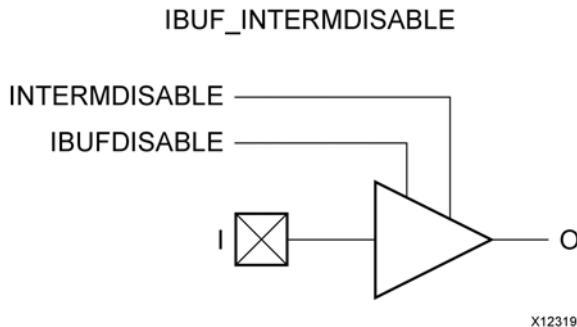 IBUF_INTERMDISABLE
INTERMDISABLE
IBUFDISABLE
I
O
X12319